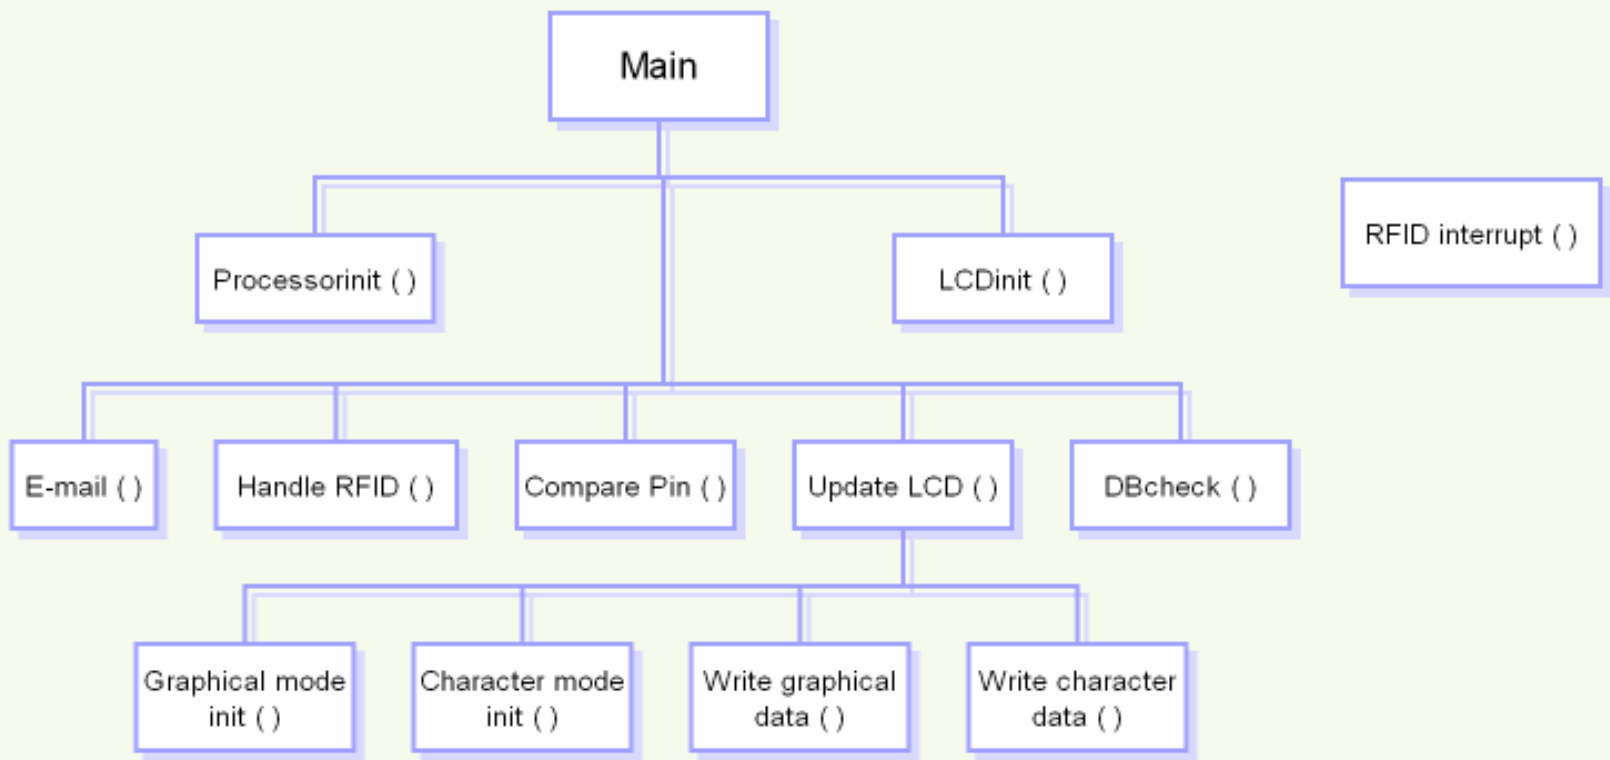 Main
RFID interrupt ( )
Processorinit ( )
LCDinit ( )
E-mail ( )
Handle RFID ( )
Compare Pin ( )
Update LCD ( )
DBcheck ( )
Graphical mode
init ( )
Character mode
init ( )
Write graphical
data ( )
Write character
data ( )